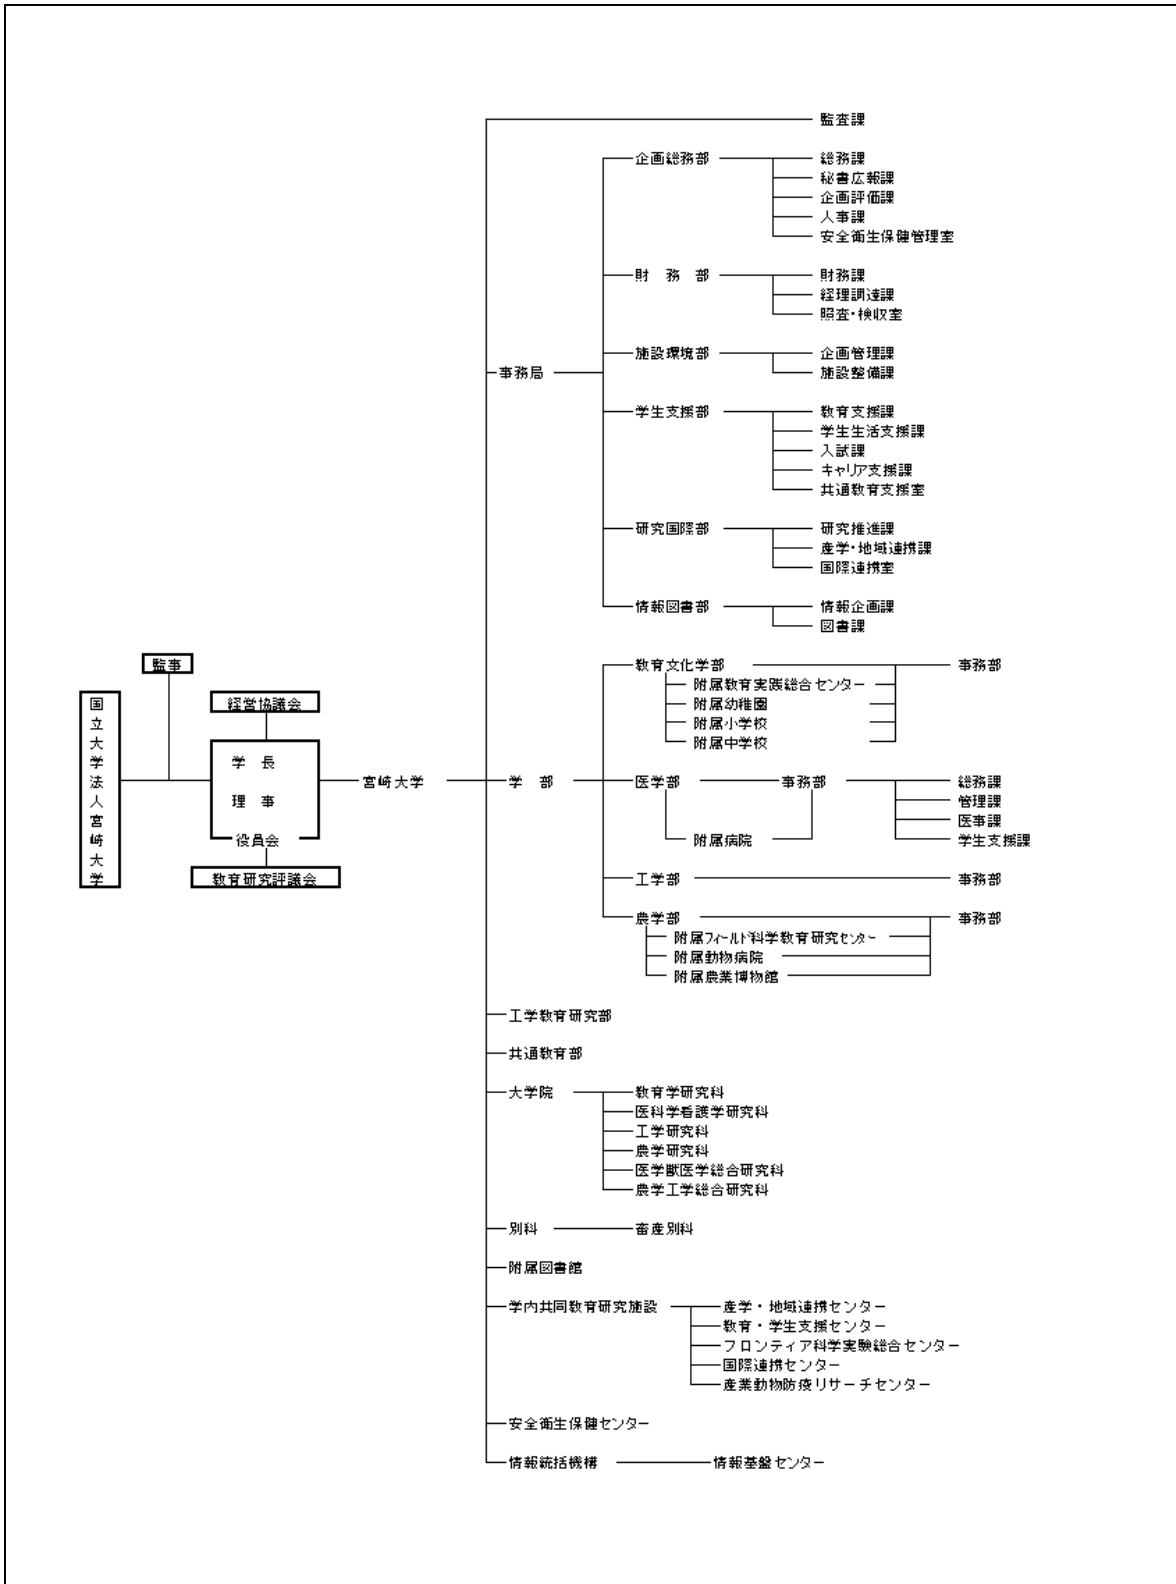 監査課
企画総務部 総務課
秘書広報課
企画評価課
人事課
安全衛生保健管理室
財務部 財務課
経理調達課
照査・検収室
施設環境部 企画管理課
事務局 施設整備課
学生支援部 教育支援課
学生生活支援課
入試課
キャリア支援課
共通教育支援室
研究国際部 研究推進課
産学・地域連携課
国際連携室
情報図書部 情報企画課
図書課
監事
教育文化学部 事務部
附属教育実践総合センター
附属幼稚園
附属小学校
附属中学校
国立大学法人宮崎大学
経営協議会
学長
理事
役員会
教育研究評議会
宮崎大学
学部
医学部 事務部 総務課
管理課
医事課
附属病院 学生支援課
工学部 事務部
農学部 事務部
附属フィールド科学教育研究センター
附属動物病院
附属農業博物館
工学教育研究部
共通教育部
大学院 教育学研究科
医科学看護学研究科
工学研究科
農学研究科
医学獣医学総合研究科
農学工学総合研究科
別科 畜産別科
附属図書館
学内共同教育研究施設 産学・地域連携センター
教育・学生支援センター
フロンティア科学実験総合センター
国際連携センター
産業動物防疫リサーチセンター
安全衛生保健センター
情報統括機構 情報基盤センター